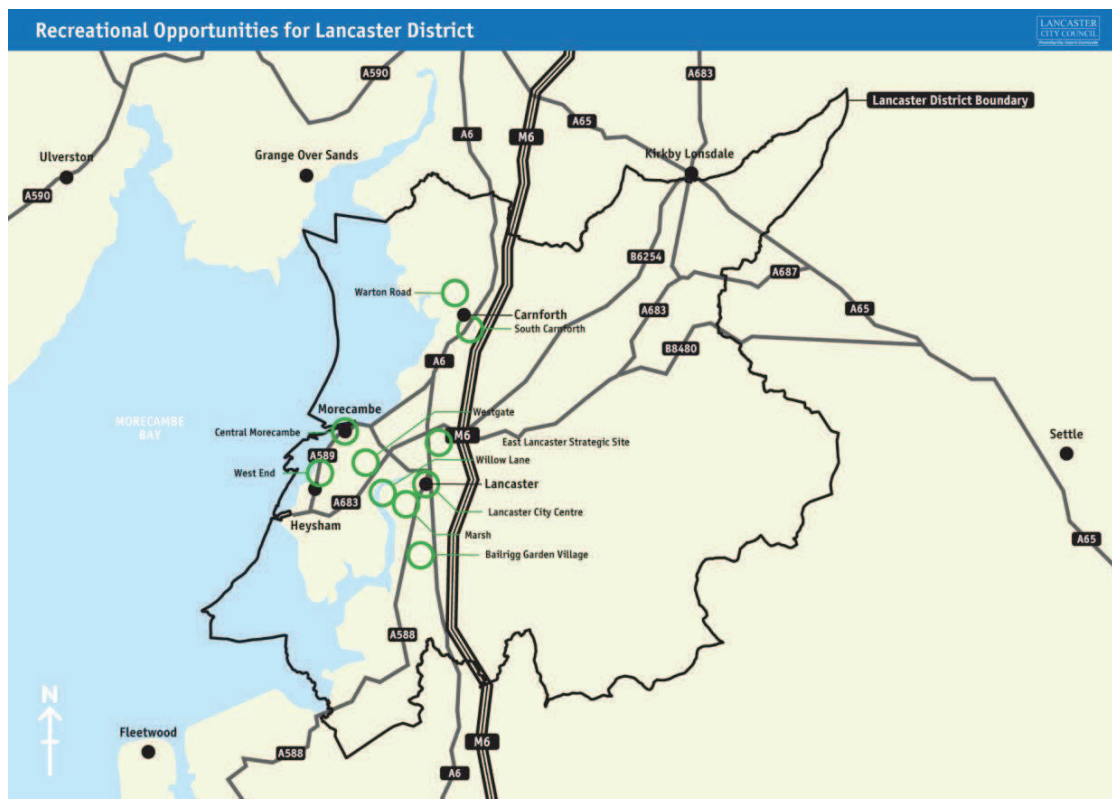 Recreational Opportunities for Lancaster District
LANCASTER
CITY COUNCIL
A590
A683
Lancaster District Boundary
A65
A6
M6
Ulverston
Grange Over Sands
Kirkby Lonsdale
A590
B6254
A687
Warton Road
A683
A65
Carnforth
South Carnforth
B8480
A6
Morecambe
Westgate
MORECAMBE
BAY
Central Morecambe
M6
East Lancaster Strategic Site
Settle
A589
Willow Lane
West End
Lancaster
A683
Lancaster City Centre
Heysham
Marsh
A65
Bailrigg Garden Village
A588
N
Fleetwood
M6
A588
A6